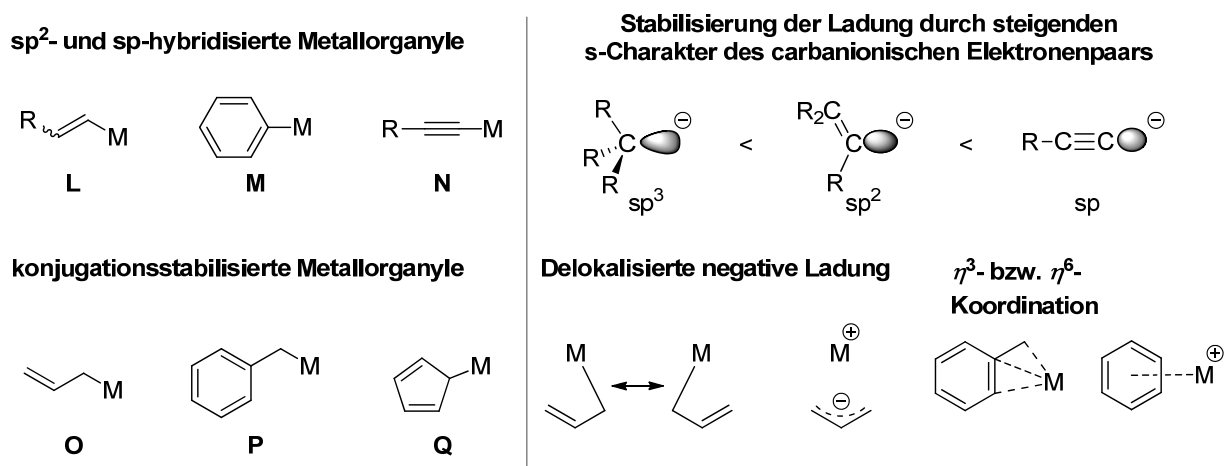 sp²- und sp-hybridisierte Metallorganyle
R M
M
R M
L M N
konjugationsstabilisierte Metallorganyle
M
M
M
O P Q
Stabilisierung der Ladung durch steigenden
s-Charakter des carbanionischen Elektronenpaars
R
R C ⊖
R
sp³
<
R₂C
C ⊖
R
sp²
<
R-C≡C ⊖
sp
Delokalisierte negative Ladung
M M M ⊕
⊖
η³- bzw. η⁶-
Koordination
M
M ⊕